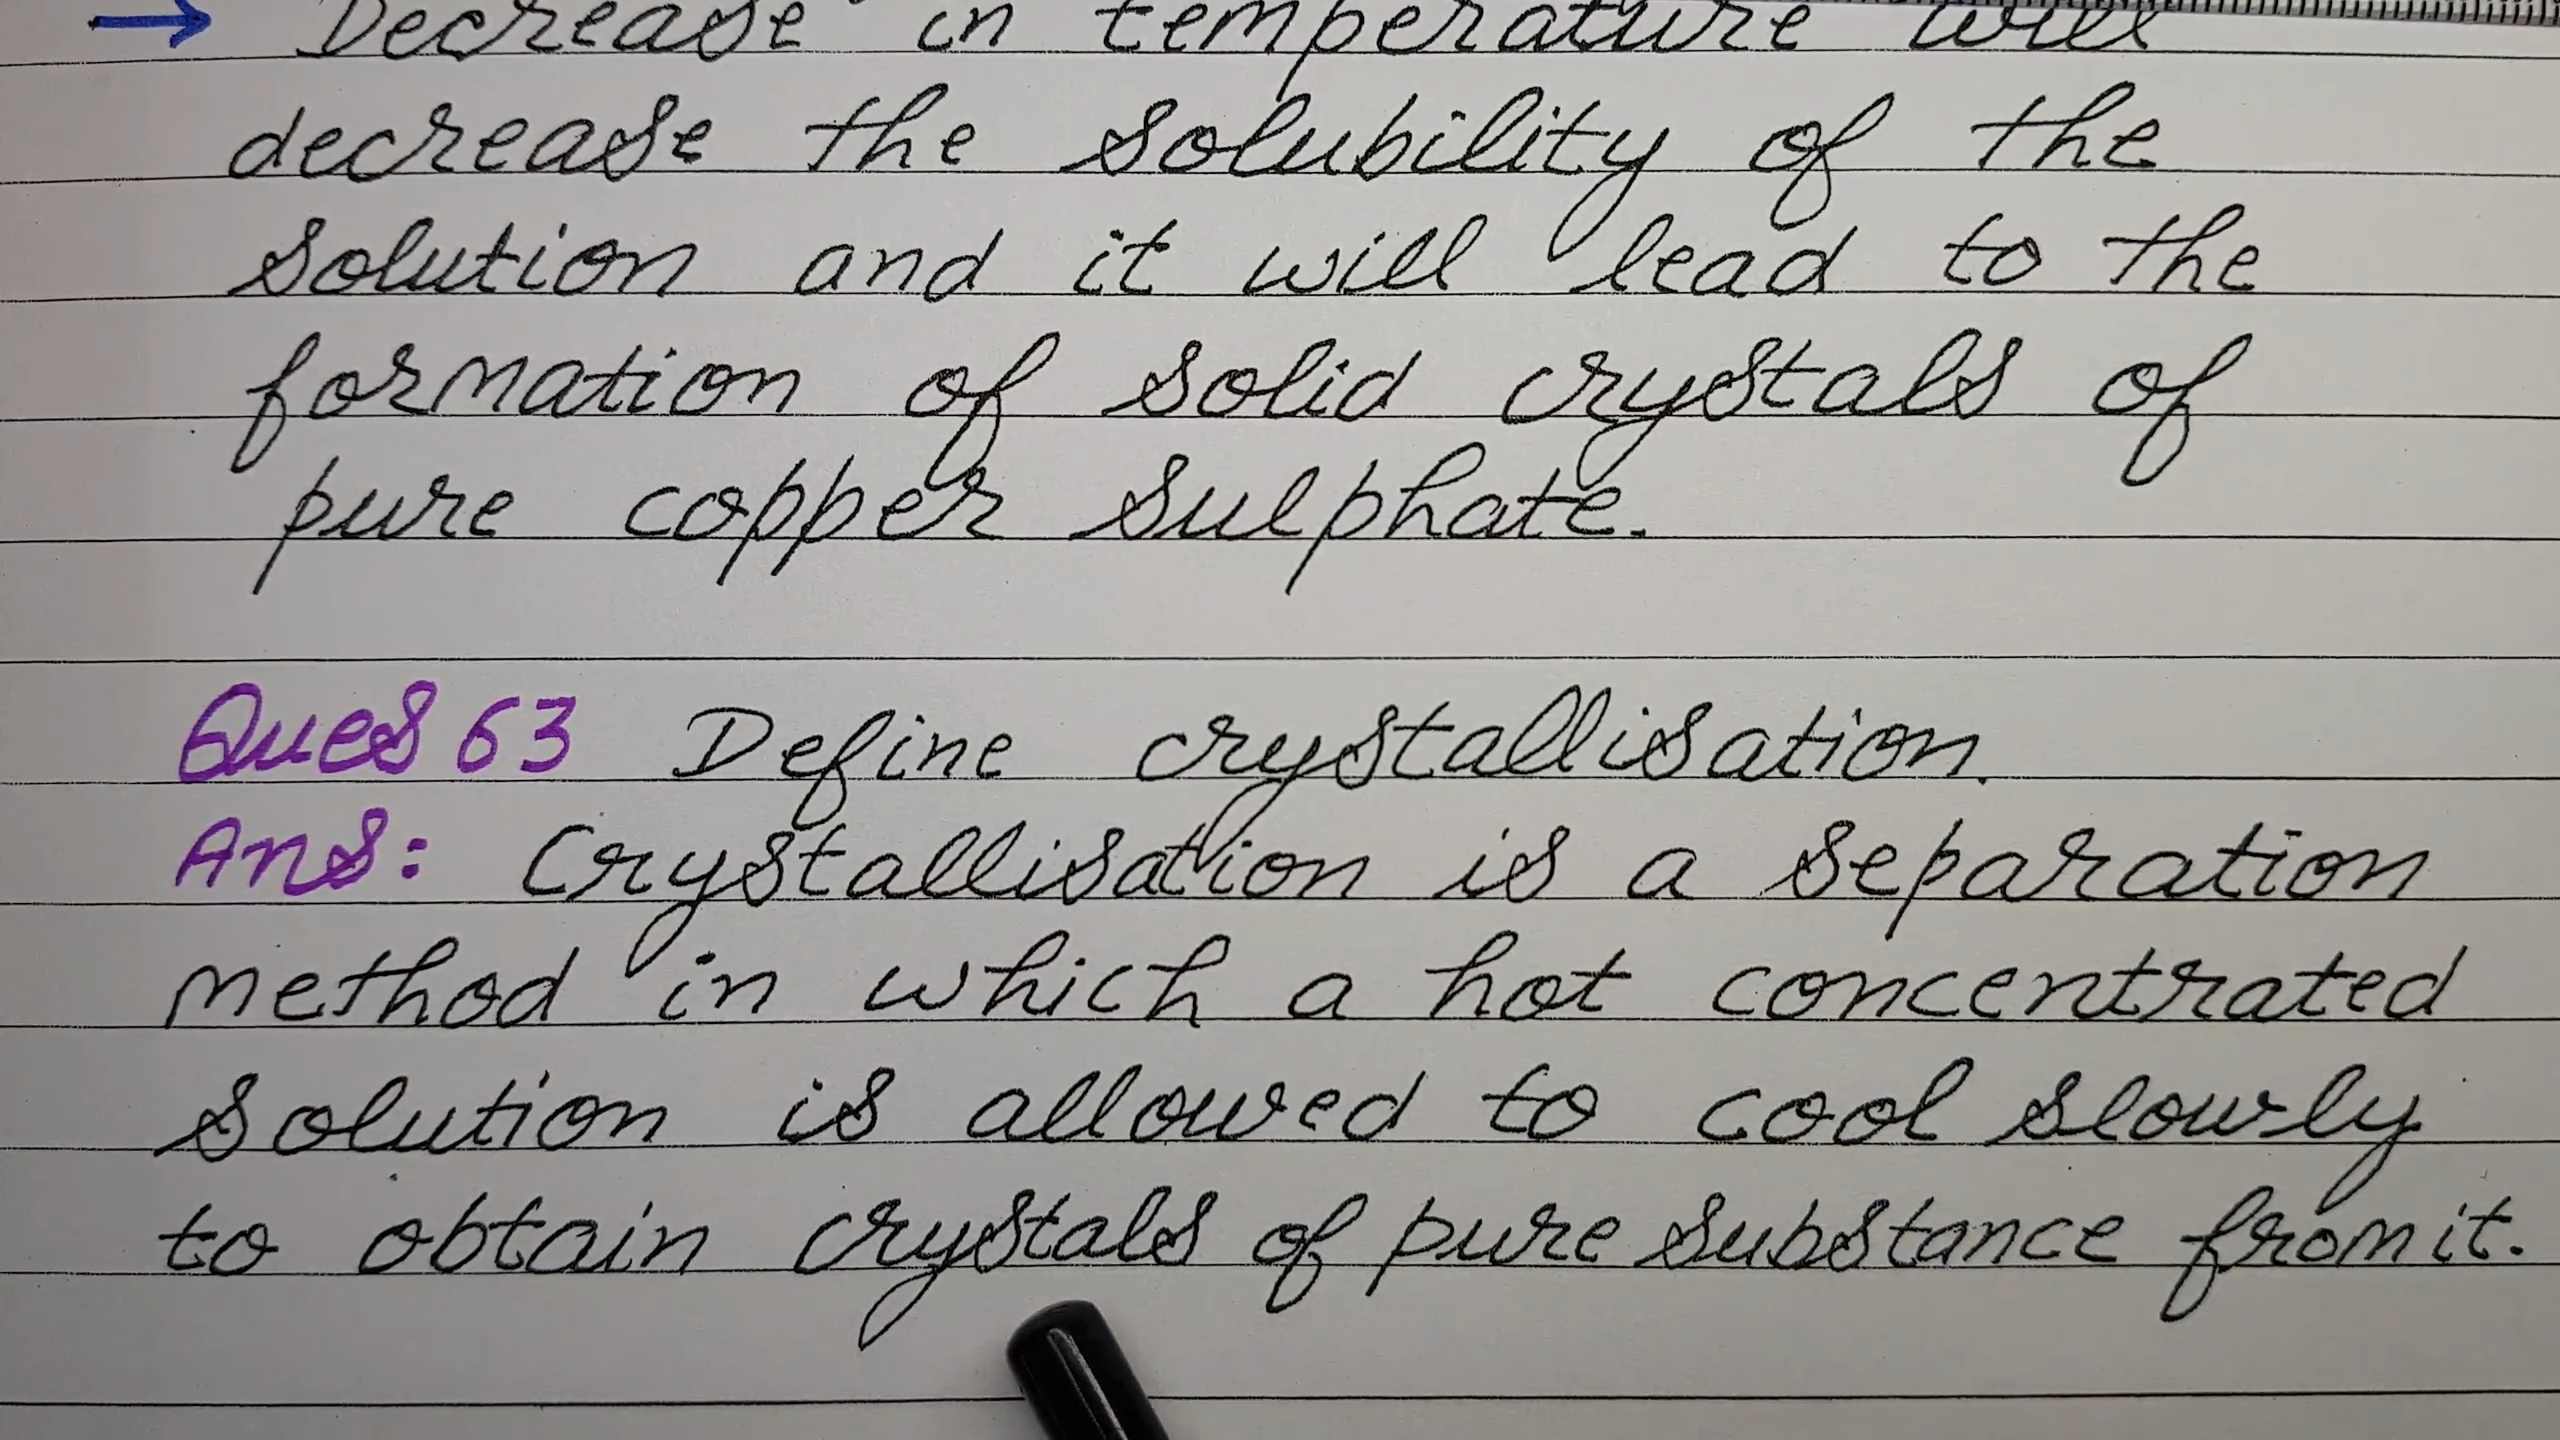 → Decrease in temperature will
decrease the solubility of the
solution and it will lead to the
formation of solid crystals of
pure copper sulphate.
Ques 63 Define crystallisation.
Ans: Crystallisation is a separation
method in which a hot concentrated
solution is allowed to cool slowly
to obtain crystals of pure substance from it.